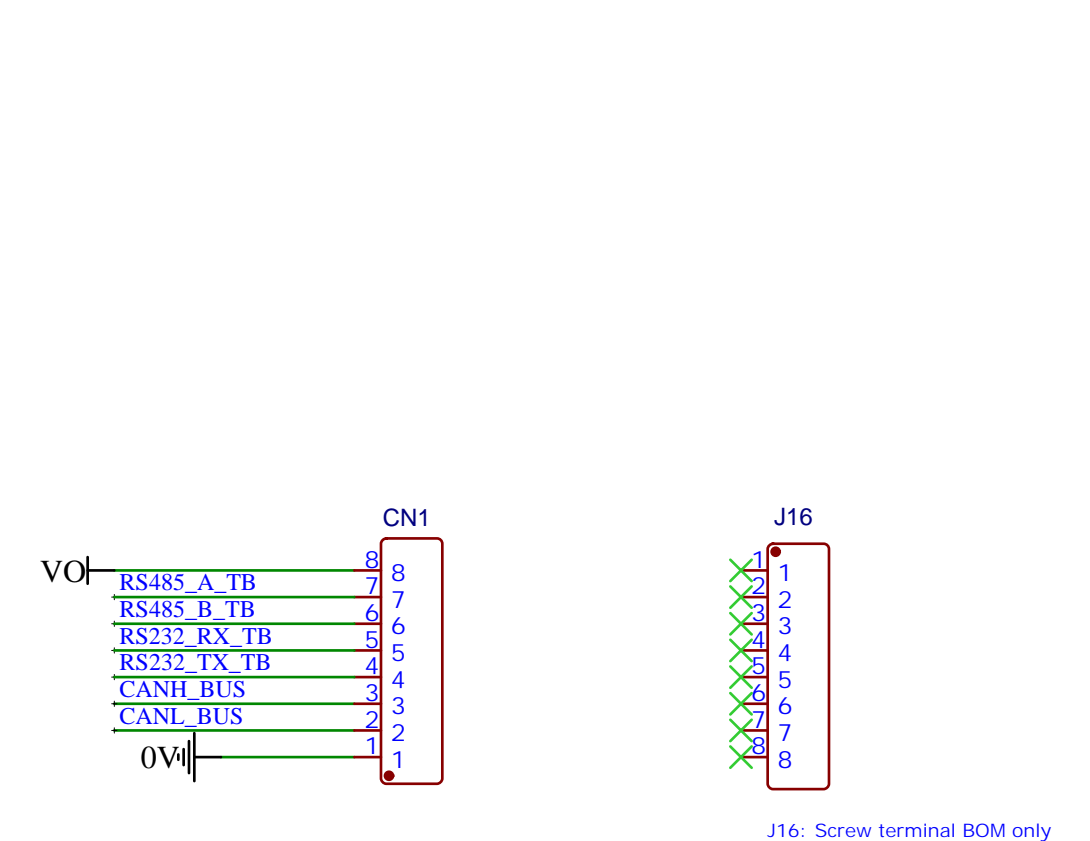 CN1
J16
VO
8
8
RS485_A_TB
7
7
RS485_B_TB
6
6
RS232_RX_TB
5
5
RS232_TX_TB
4
4
CANH_BUS
3
3
CANL_BUS
2
2
0V
1
1
1
1
2
2
3
3
4
4
5
5
6
6
7
7
8
8
J16: Screw terminal BOM only